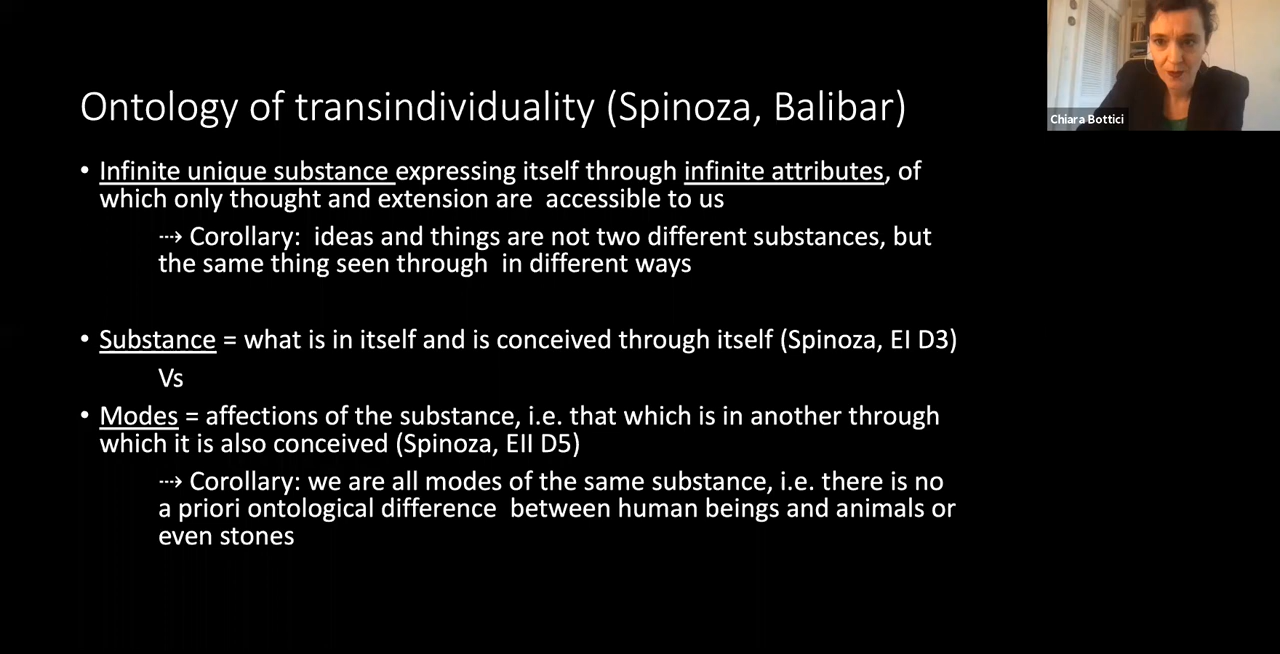 Ontology of transindividuality (Spinoza, Balibar)
Chiara Bottici
• Infinite unique substance expressing itself through infinite attributes, of
which only thought and extension are accessible to us
⇢ Corollary: ideas and things are not two different substances, but
the same thing seen through in different ways
• Substance = what is in itself and is conceived through itself (Spinoza, EI D3)
Vs
• Modes = affections of the substance, i.e. that which is in another through
which it is also conceived (Spinoza, EII D5)
⇢ Corollary: we are all modes of the same substance, i.e. there is no
a priori ontological difference between human beings and animals or
even stones